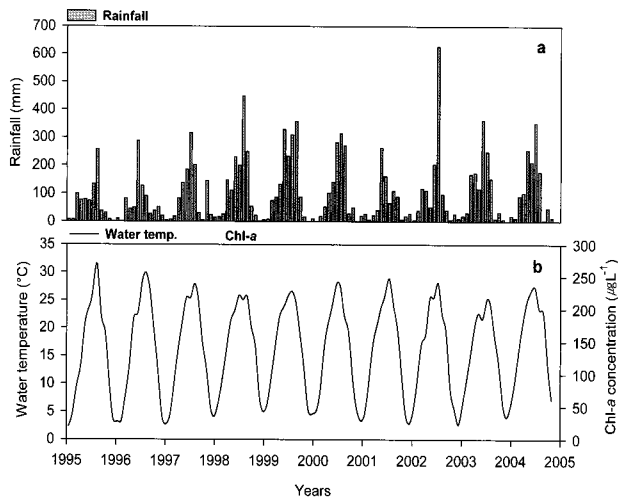 Rainfall
700
600
500
400
300
200
100
0
Rainfall (mm)
a
Water temp.
Chl-a
35
30
25
20
15
10
5
0
Water temperature (°C)
b
300
250
200
150
100
50
0
Chl-a concentration (μgL⁻¹)
1995 1996 1997 1998 1999 2000 2001 2002 2003 2004 2005
Years